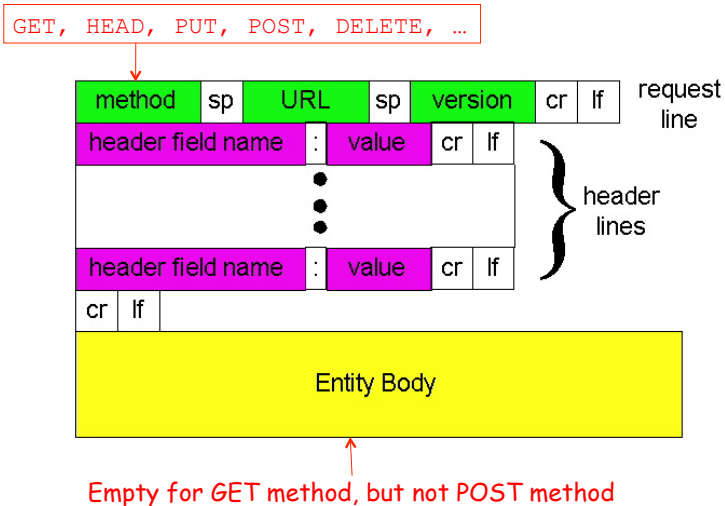 GET, HEAD, PUT, POST, DELETE, …
method sp URL sp version cr lf
request
line
header field name : value cr lf
header
lines
header field name : value cr lf
cr lf
Entity Body
Empty for GET method, but not POST method